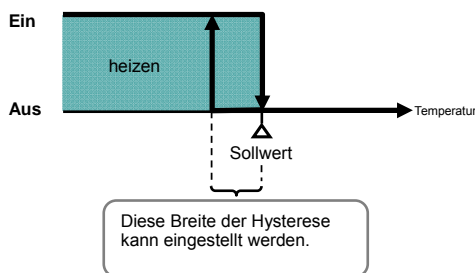 Ein
heizen
Aus
Temperatur
Sollwert
Diese Breite der Hysterese
kann eingestellt werden.